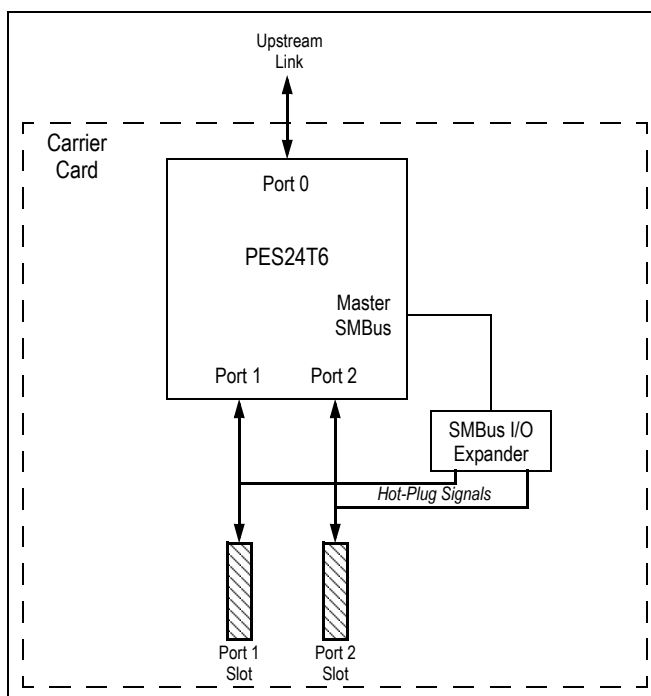 Upstream
Link
Carrier
Card
Port 0
PES24T6
Master
SMBus
Port 1
Port 2
SMBus I/O
Expander
Hot-Plug Signals
Port 1
Slot
Port 2
Slot